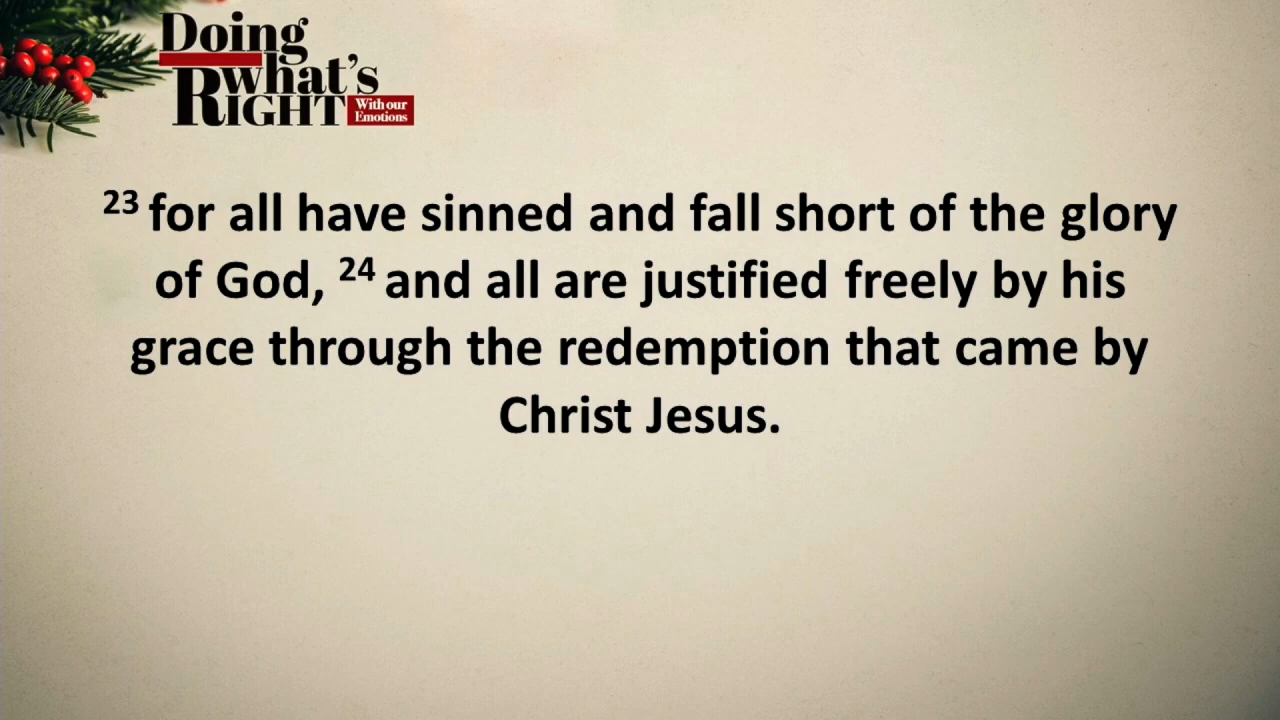 Doing
what's
RIGHT
With our
Emotions
23 for all have sinned and fall short of the glory
of God, 24 and all are justified freely by his
grace through the redemption that came by
Christ Jesus.